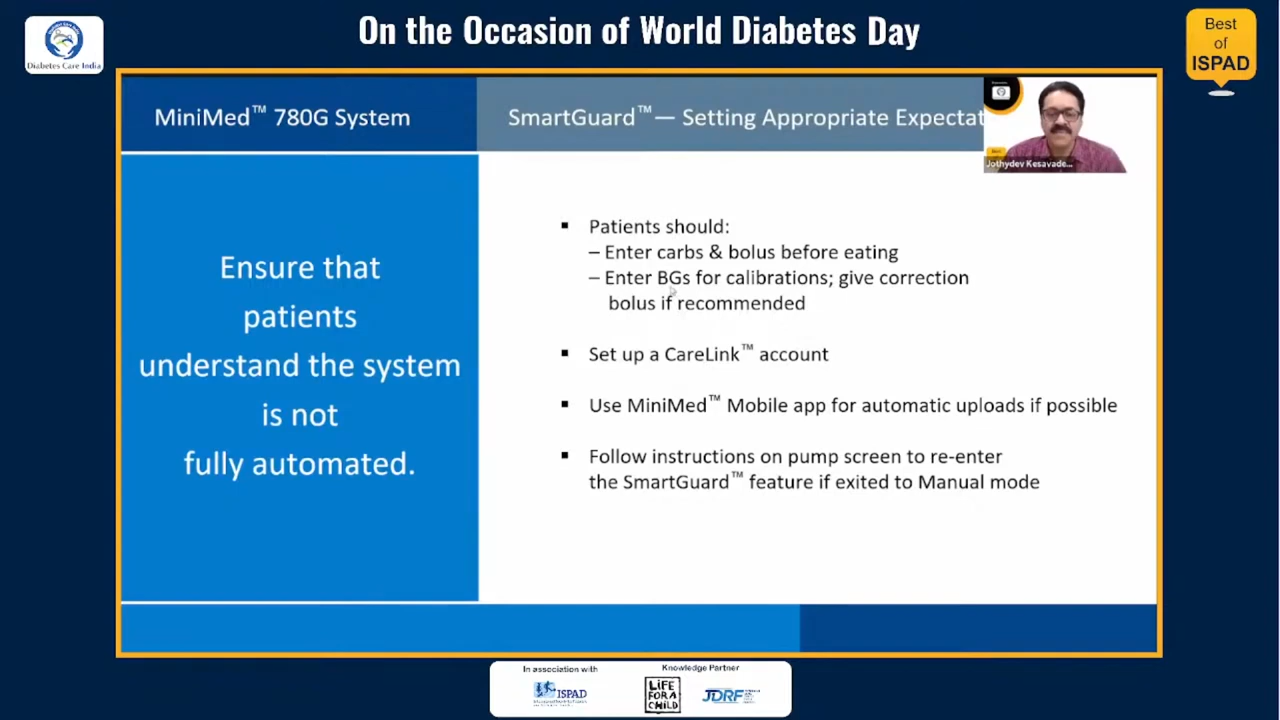 On the Occasion of World Diabetes Day
Diabetes Care India
Best
of
ISPAD
MiniMed™ 780G System
SmartGuard™— Setting Appropriate Expectat
Jothydev Kesavade...
Ensure that
patients
understand the system
is not
fully automated.
▪ Patients should:
– Enter carbs & bolus before eating
– Enter BGs for calibrations; give correction
bolus if recommended
▪ Set up a CareLink™ account
▪ Use MiniMed™ Mobile app for automatic uploads if possible
▪ Follow instructions on pump screen to re-enter
the SmartGuard™ feature if exited to Manual mode
In association with
ISPAD
Knowledge Partner
LiFE
FOR A
CHILD
JDRF